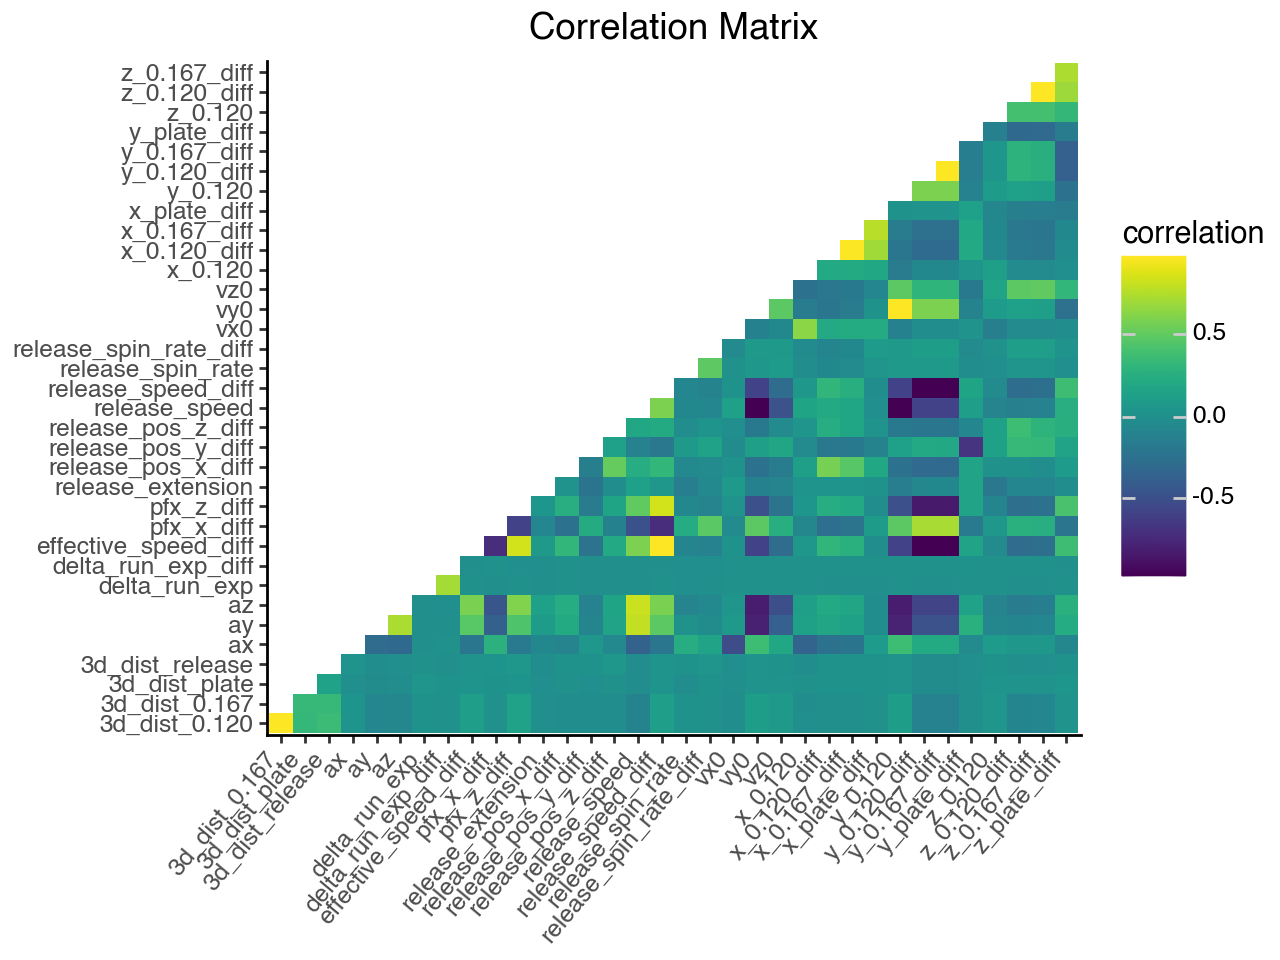 Correlation Matrix
z_0.167_diff
z_0.120_diff
z_0.120
y_plate_diff
y_0.167_diff
y_0.120_diff
y_0.120
x_plate_diff
x_0.167_diff
x_0.120_diff
x_0.120
vz0
vy0
vx0
release_spin_rate_diff
release_spin_rate
release_speed_diff
release_speed
release_pos_z_diff
release_pos_y_diff
release_pos_x_diff
release_extension
pfx_z_diff
pfx_x_diff
effective_speed_diff
delta_run_exp_diff
delta_run_exp
az
ay
ax
3d_dist_release
3d_dist_plate
3d_dist_0.167
3d_dist_0.120
3d_dist_0.167
3d_dist_plate
3d_dist_release
ax
ay
az
delta_run_exp
delta_run_exp_diff
effective_speed_diff
pfx_x_diff
pfx_z_diff
release_extension
release_pos_x_diff
release_pos_y_diff
release_pos_z_diff
release_speed
release_speed_diff
release_spin_rate
release_spin_rate_diff
vx0
vy0
vz0
x_0.120
x_0.120_diff
x_0.167_diff
x_plate_diff
y_0.120
y_0.120_diff
y_0.167_diff
y_plate_diff
z_0.120
z_0.120_diff
z_0.167_diff
z_plate_diff
correlation
0.5
0.0
-0.5